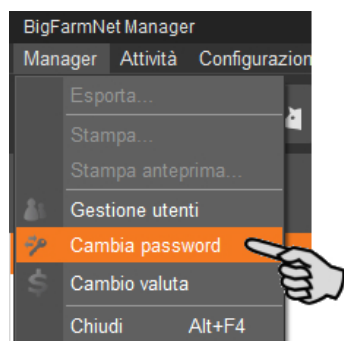 BigFarmNet Manager
Manager Attività Configurazion
Esporta...
Stampa...
Stampa anteprima...
Gestione utenti
Cambia password
Cambio valuta
Chiudi Alt+F4